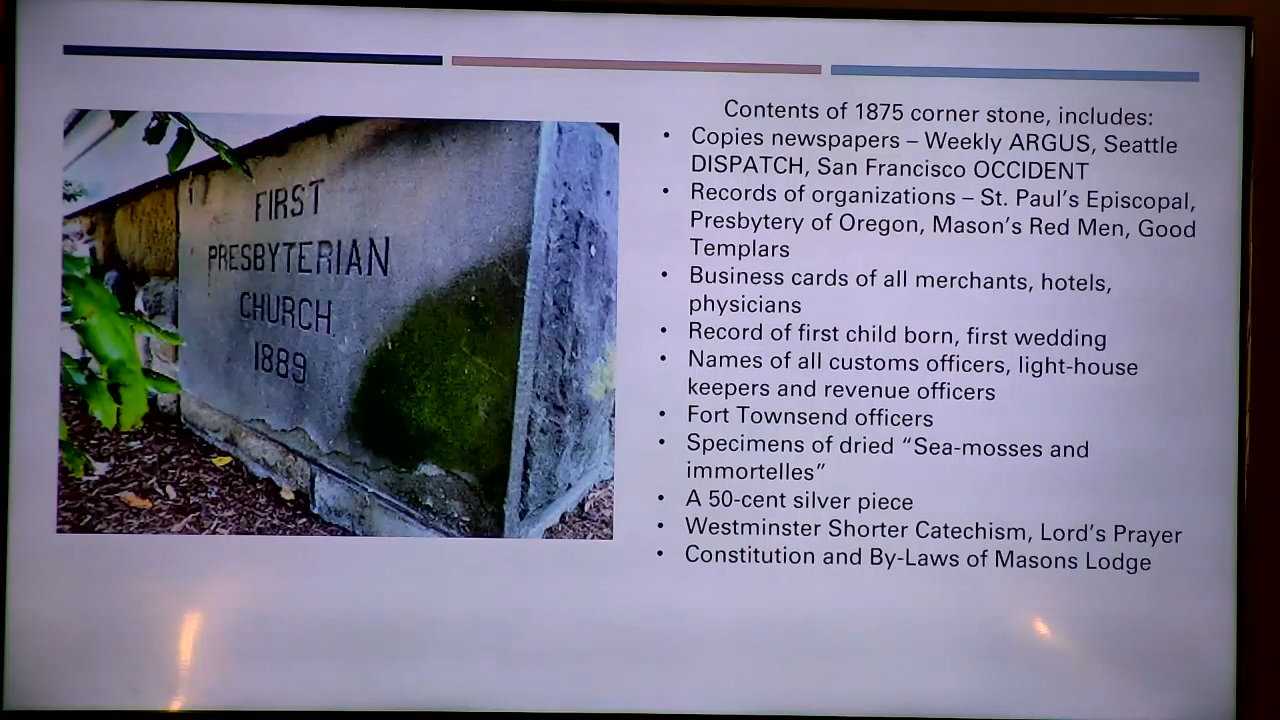 FIRST
PRESBYTERIAN
CHURCH
1889
Contents of 1875 corner stone, includes:
• Copies newspapers – Weekly ARGUS, Seattle
DISPATCH, San Francisco OCCIDENT
• Records of organizations – St. Paul’s Episcopal,
Presbytery of Oregon, Mason’s Red Men, Good
Templars
• Business cards of all merchants, hotels,
physicians
• Record of first child born, first wedding
• Names of all customs officers, light-house
keepers and revenue officers
• Fort Townsend officers
• Specimens of dried “Sea-mosses and
immortelles”
• A 50-cent silver piece
• Westminster Shorter Catechism, Lord’s Prayer
• Constitution and By-Laws of Masons Lodge